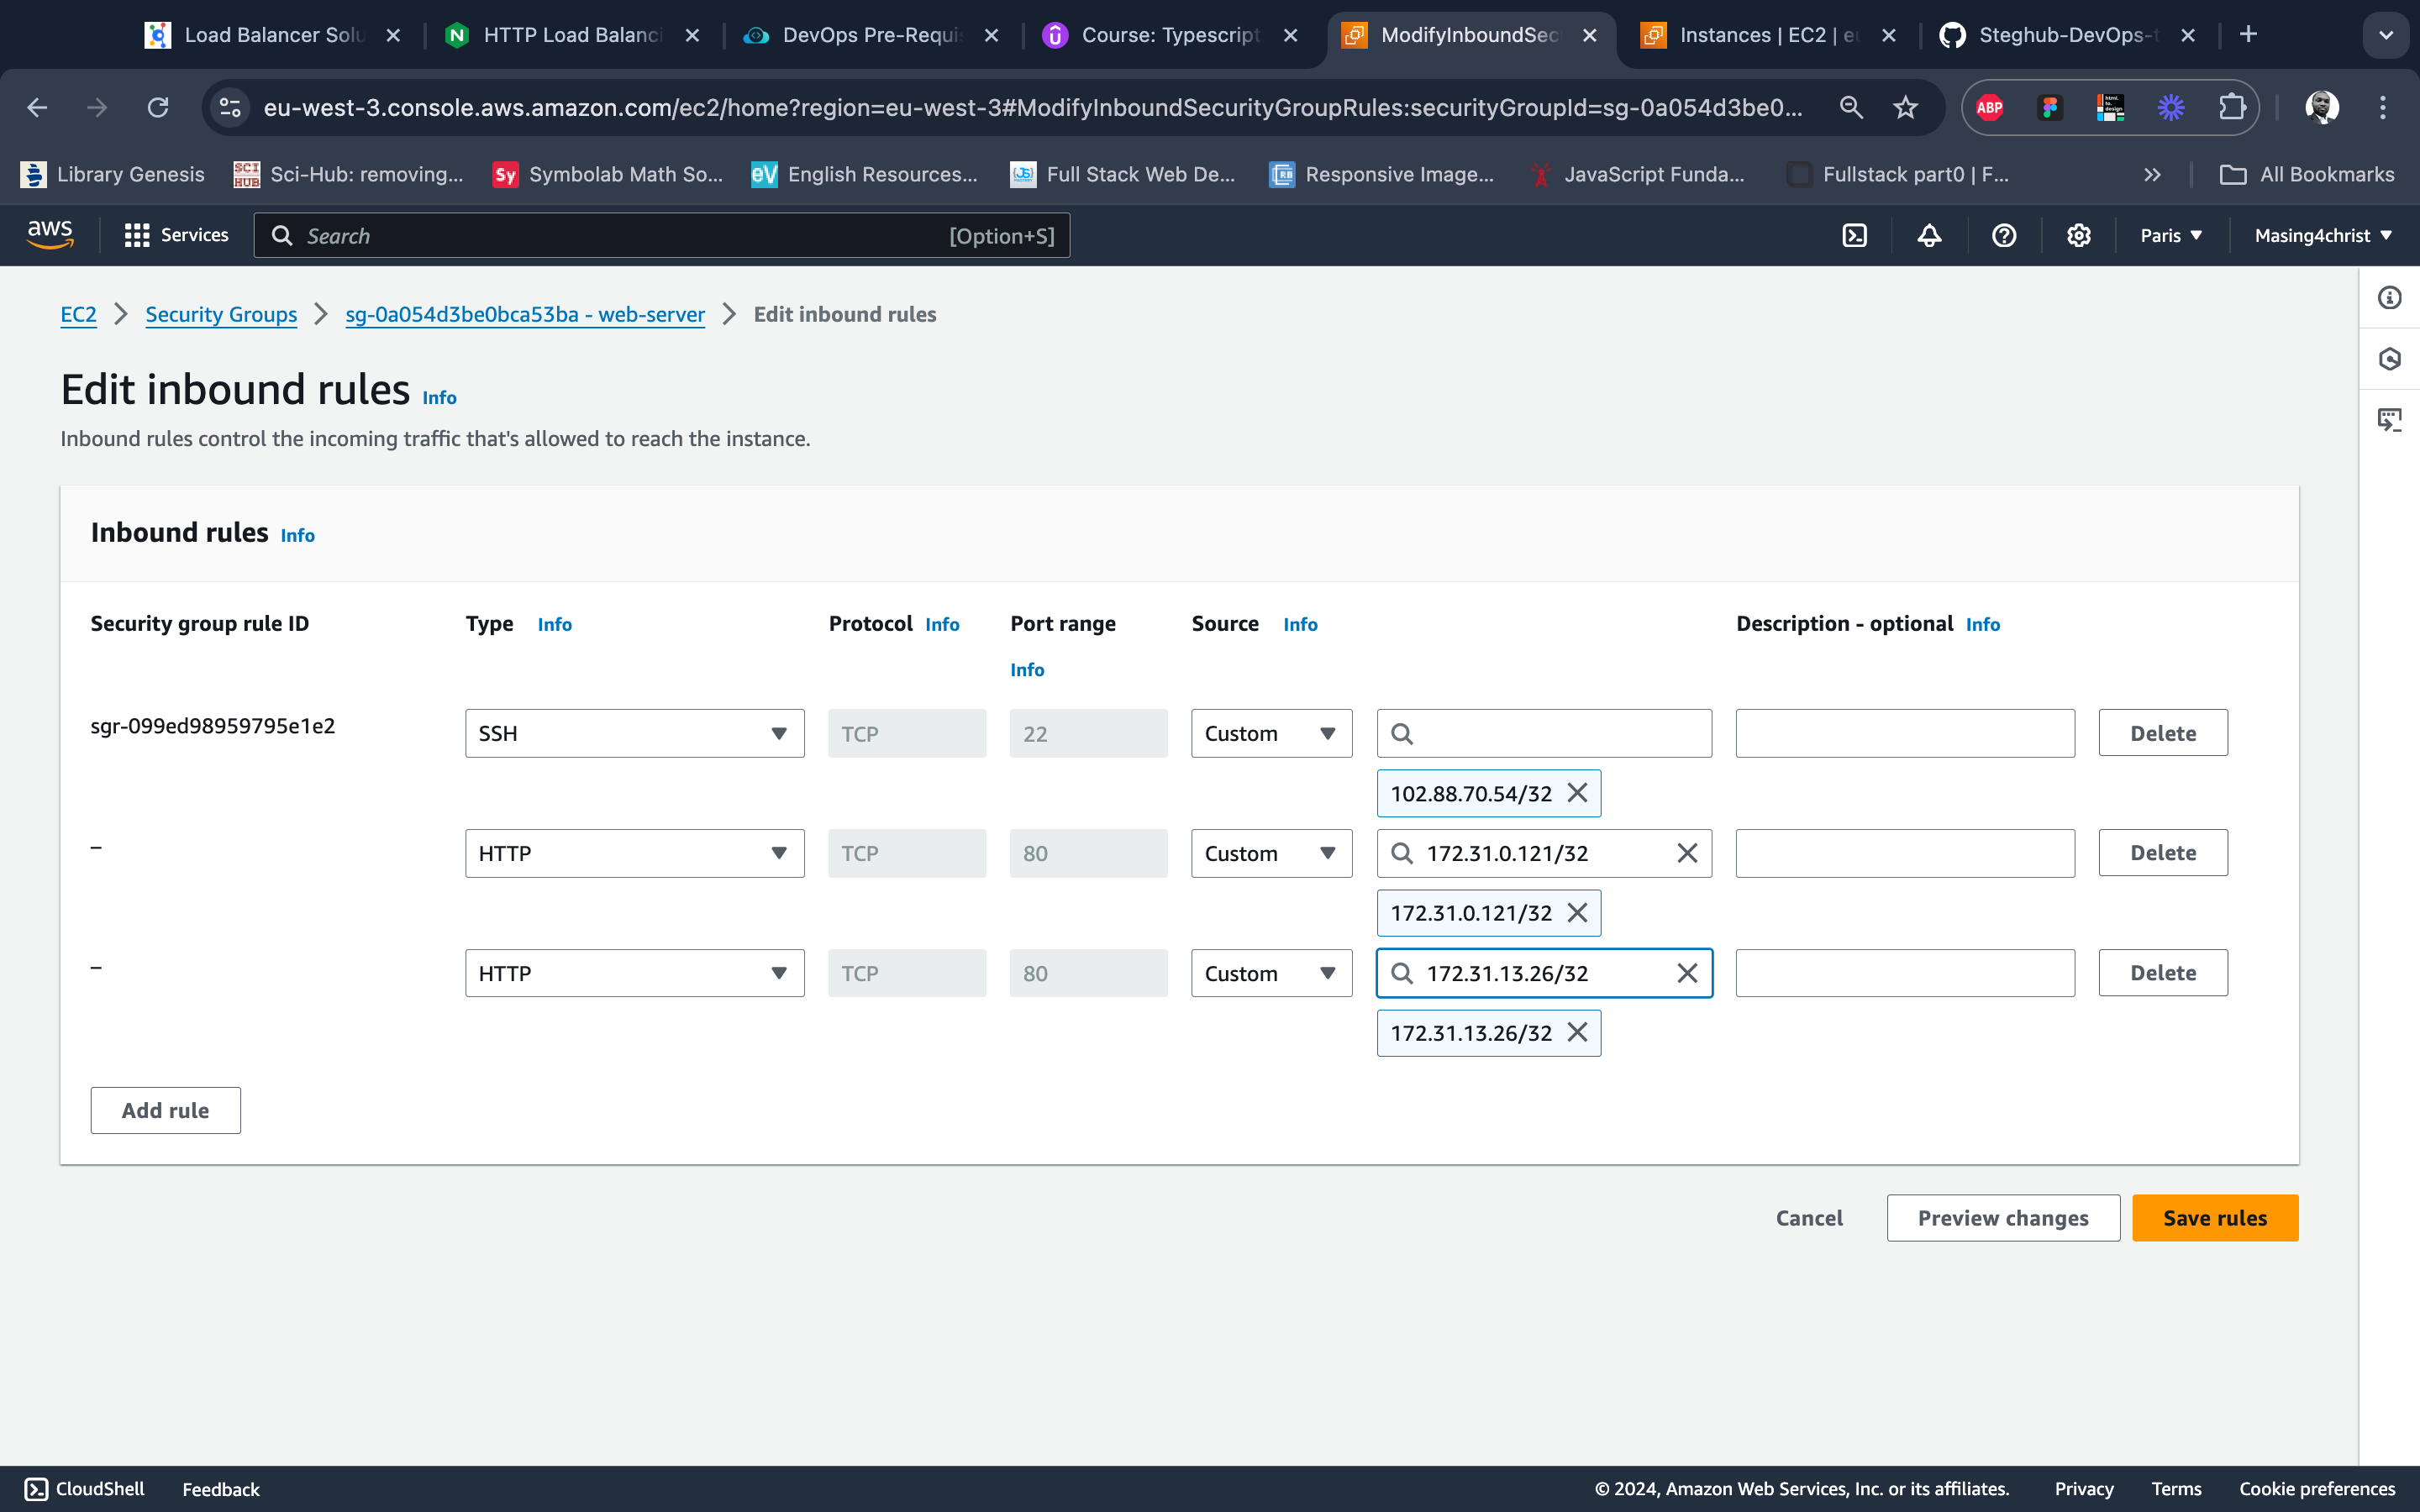 Load Balancer Solu
HTTP Load Balanci
DevOps Pre-Requi
Course: Typescript
ModifyInboundSec
Instances | EC2 | eu
Steghub-DevOps-t
eu-west-3.console.aws.amazon.com/ec2/home?region=eu-west-3#ModifyInboundSecurityGroupRules:securityGroupId=sg-0a054d3be0...
ABP
Library Genesis
SCI HUB Sci-Hub: removing...
Sy Symbolab Math So...
eV English Resources...
Full Stack Web De...
Responsive Image...
JavaScript Funda...
Fullstack part0 | F...
All Bookmarks
aws
Services
Search
[Option+S]
Paris
Masing4christ
EC2
Security Groups
sg-0a054d3be0bca53ba - web-server
Edit inbound rules
Edit inbound rules Info
Inbound rules control the incoming traffic that's allowed to reach the instance.
Inbound rules Info
Security group rule ID
Type Info
Protocol Info
Port range
Info
Source Info
Description - optional Info
sgr-099ed98959795e1e2
SSH
TCP
22
Custom
Delete
102.88.70.54/32
–
HTTP
TCP
80
Custom
172.31.0.121/32
Delete
172.31.0.121/32
–
HTTP
TCP
80
Custom
172.31.13.26/32
Delete
172.31.13.26/32
Add rule
Cancel
Preview changes
Save rules
CloudShell
Feedback
© 2024, Amazon Web Services, Inc. or its affiliates.
Privacy
Terms
Cookie preferences